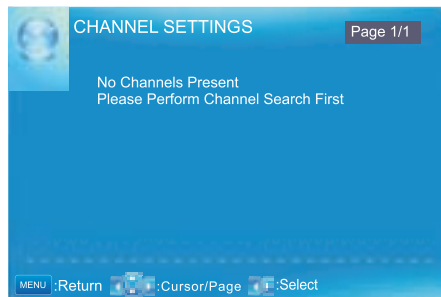 CHANNEL SETTINGS
Page 1/1
No Channels Present
Please Perform Channel Search First
MENU :Return :Cursor/Page :Select